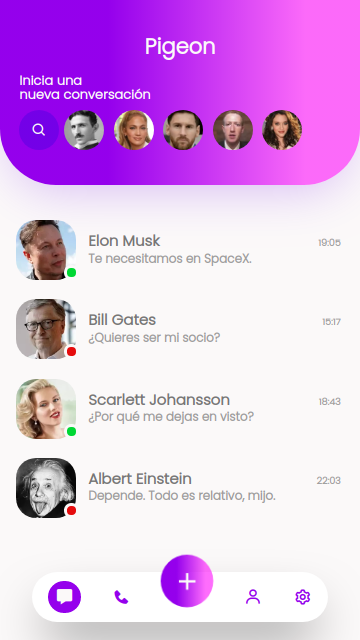 Pigeon
Inicia una
nueva conversación
Elon Musk
19:05
Te necesitamos en SpaceX.
Bill Gates
15:17
¿Quieres ser mi socio?
Scarlett Johansson
18:43
¿Por qué me dejas en visto?
Albert Einstein
22:03
Depende. Todo es relativo, mijo.